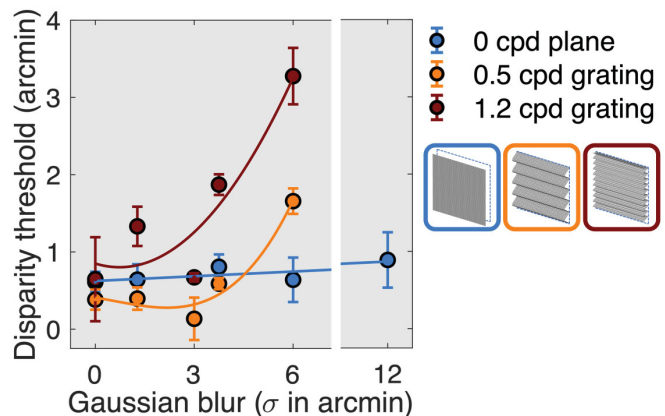 Disparity threshold (arcmin)
4
3
2
1
0
0 3 6 12
Gaussian blur (σ in arcmin)
0 cpd plane
0.5 cpd grating
1.2 cpd grating